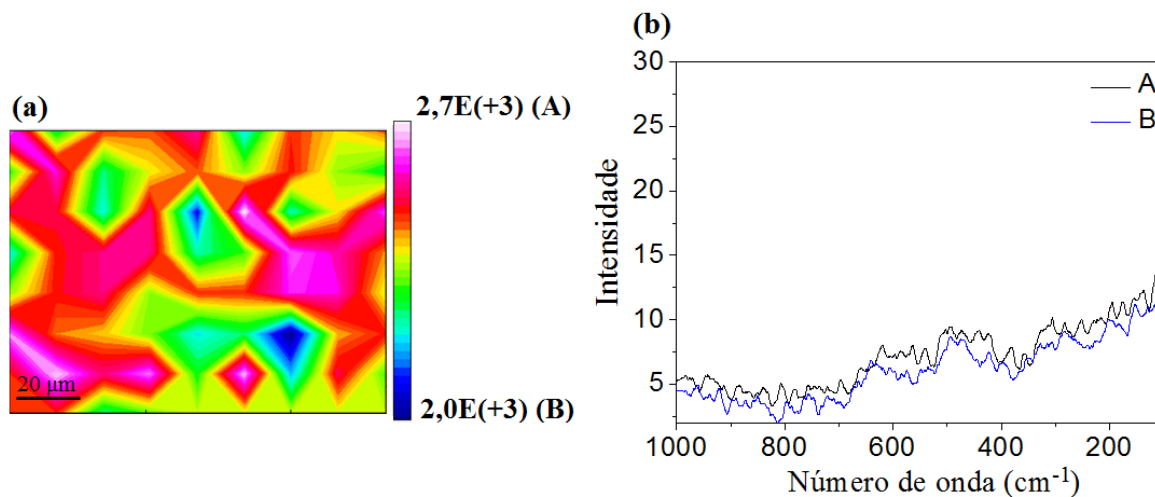 (a)
2,7E(+3) (A)
20 µm
2,0E(+3) (B)
(b)
30
25
20
15
10
5
Intensidade
A
B
1000
800
600
400
200
Número de onda (cm⁻¹)